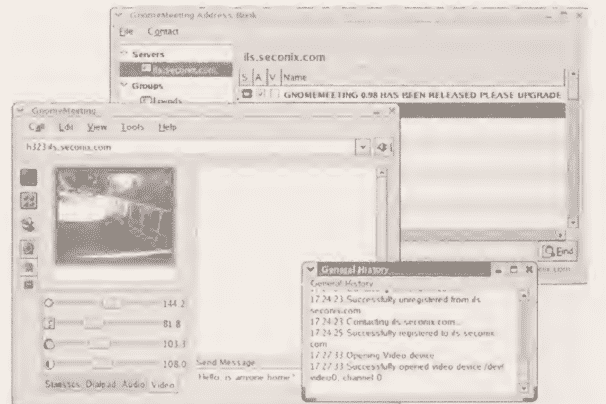 GnomeMeeting Address Book
File Contact
Servers
ils.seconix.com
Groups
Friends
ils.seconix.com
S A V Name
GNOMEMEETING 0.98 HAS BEEN RELEASED PLEASE UPGRADE
Find
GnomeMeeting
Call Edit View Tools Help
h323:ils.seconix.com
144.2
81.8
103.3
108.0
Statistics Dialpad Audio Video
Send Message
Hello, is anyone home?
General History
General History
17:24:23 Successfully unregistered from ils
seconix.com
17:24:23 Contacting ils.seconix.com...
17:24:25 Successfully registered to ils.seconix
com
17:27:33 Opening Video device
17:27:33 Successfully opened video device /dev/
video0, channel 0